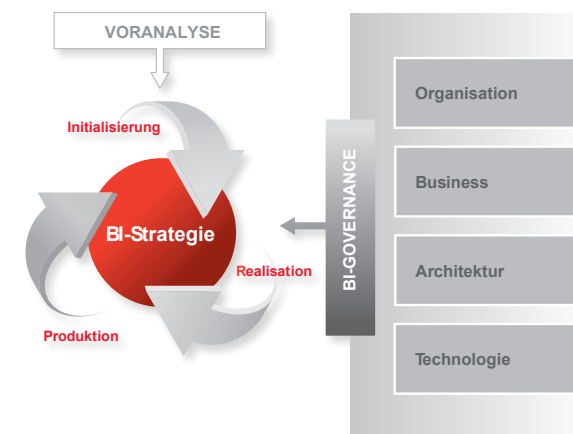 VORANALYSE
Initialisierung
BI-Strategie
Realisation
Produktion
BI-GOVERNANCE
Organisation
Business
Architektur
Technologie